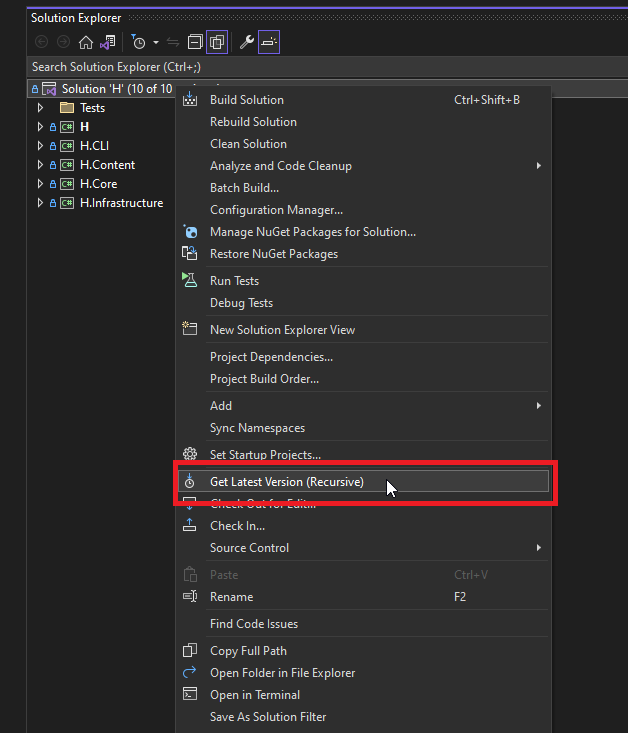 Solution Explorer
Search Solution Explorer (Ctrl+;)
Solution 'H' (10 of 10
Tests
H
H.CLI
H.Content
H.Core
H.Infrastructure
Build Solution Ctrl+Shift+B
Rebuild Solution
Clean Solution
Analyze and Code Cleanup
Batch Build...
Configuration Manager...
Manage NuGet Packages for Solution...
Restore NuGet Packages
Run Tests
Debug Tests
New Solution Explorer View
Project Dependencies...
Project Build Order...
Add
Sync Namespaces
Set Startup Projects...
Get Latest Version (Recursive)
Check Out for Edit...
Check In...
Source Control
Paste Ctrl+V
Rename F2
Find Code Issues
Copy Full Path
Open Folder in File Explorer
Open in Terminal
Save As Solution Filter